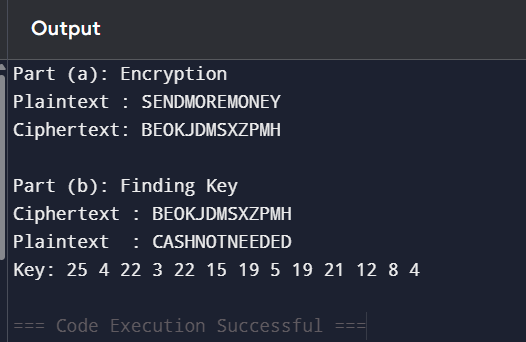 Output
Part (a): Encryption
Plaintext : SENDMOREMONEY
Ciphertext: BEOKJDMSXZPMH
Part (b): Finding Key
Ciphertext : BEOKJDMSXZPMH
Plaintext  : CASHNOTNEEDED
Key: 25 4 22 3 22 15 19 5 19 21 12 8 4
=== Code Execution Successful ===